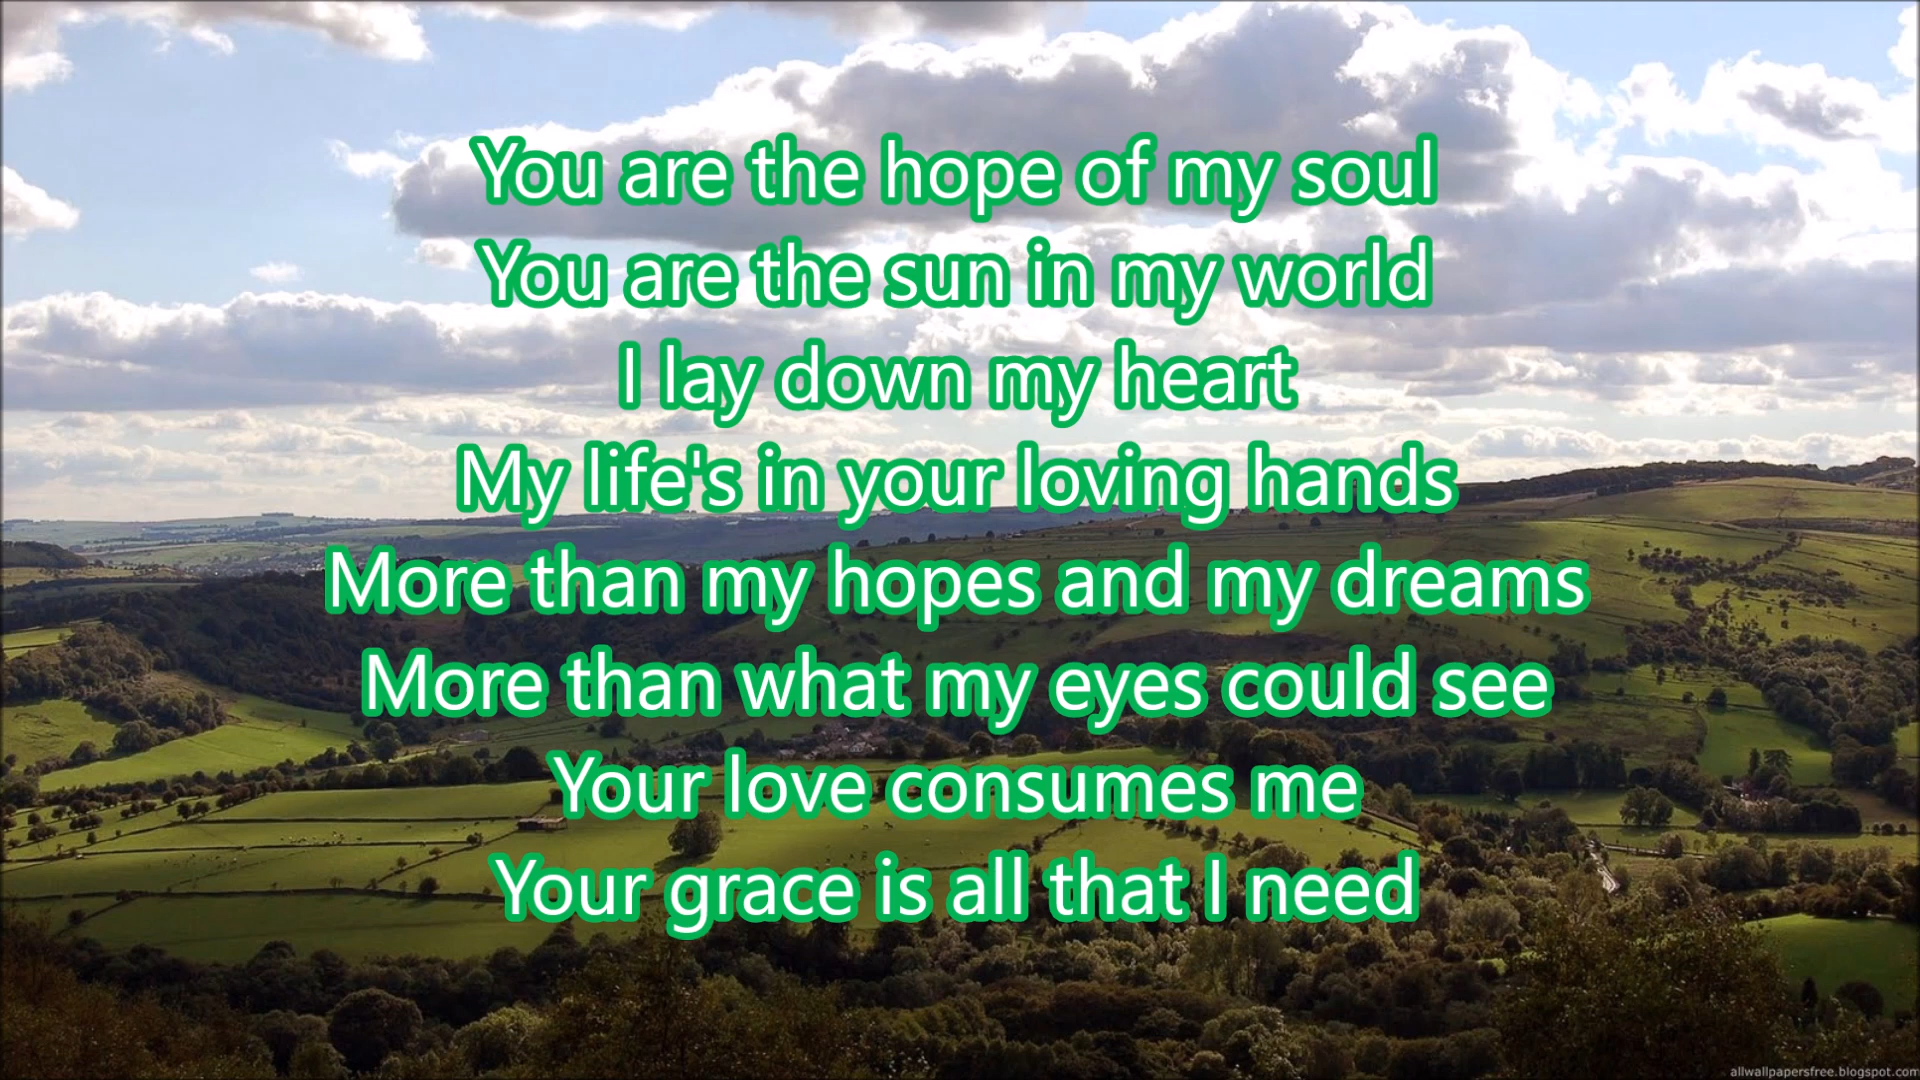 You are the hope of my soul
You are the sun in my world
I lay down my heart
My life's in your loving hands
More than my hopes and my dreams
More than what my eyes could see
Your love consumes me
Your grace is all that I need
allwallpapersfree.blogspot.com